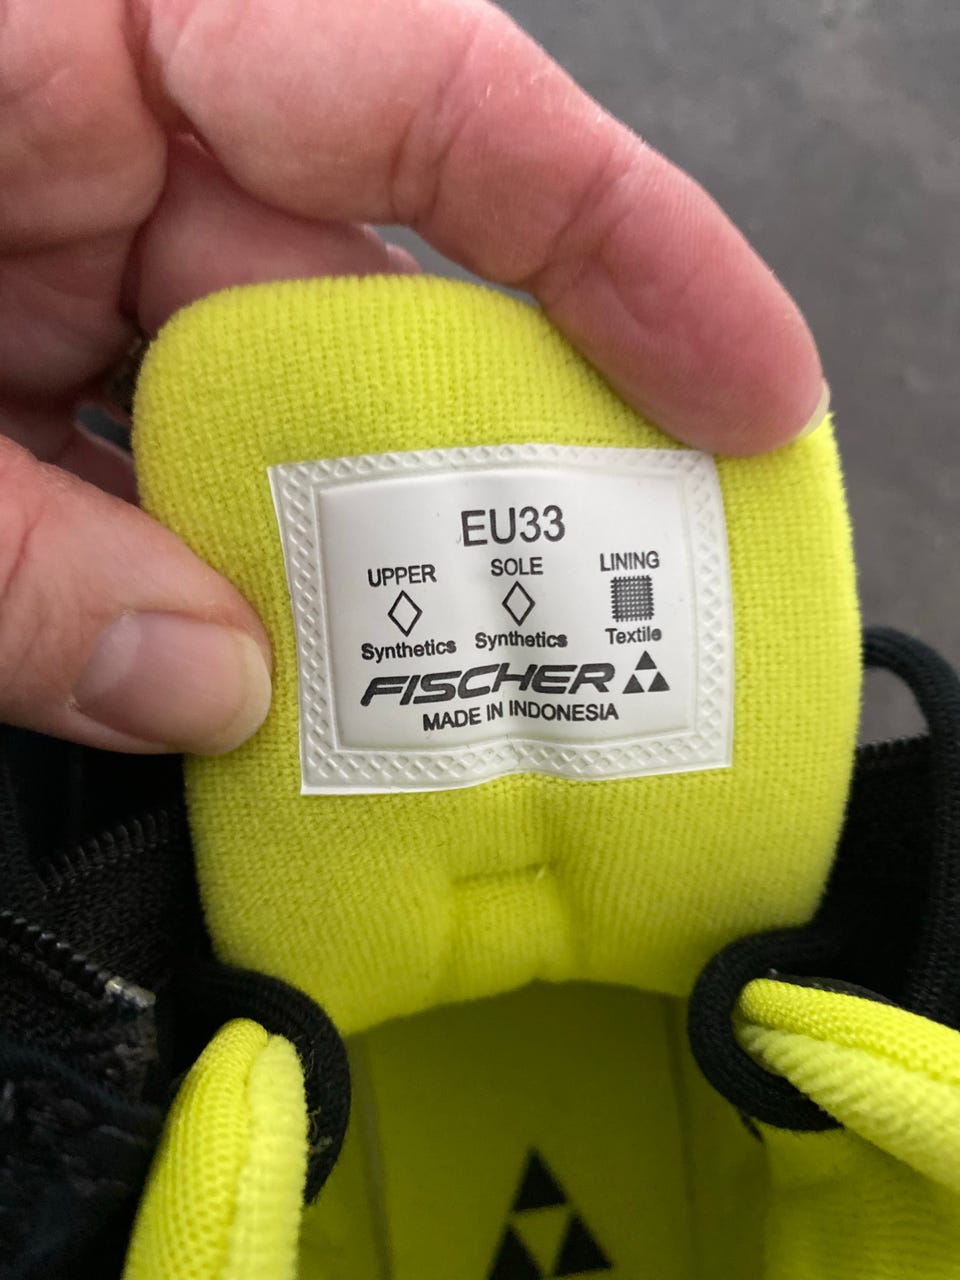 EU33
UPPER SOLE LINING
Synthetics Synthetics Textile
FISCHER
MADE IN INDONESIA